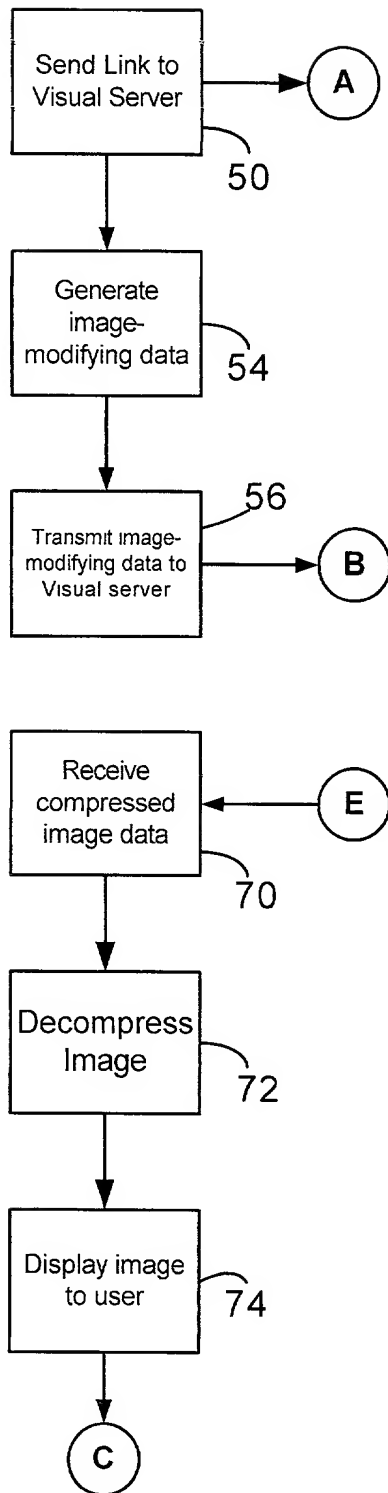 Send Link to
Visual Server
A
50
Generate
image-
modifying data
54
56
Transmit image-
modifying data to
Visual server
B
Receive
compressed
image data
E
70
Decompress
Image
72
Display image
to user
74
C